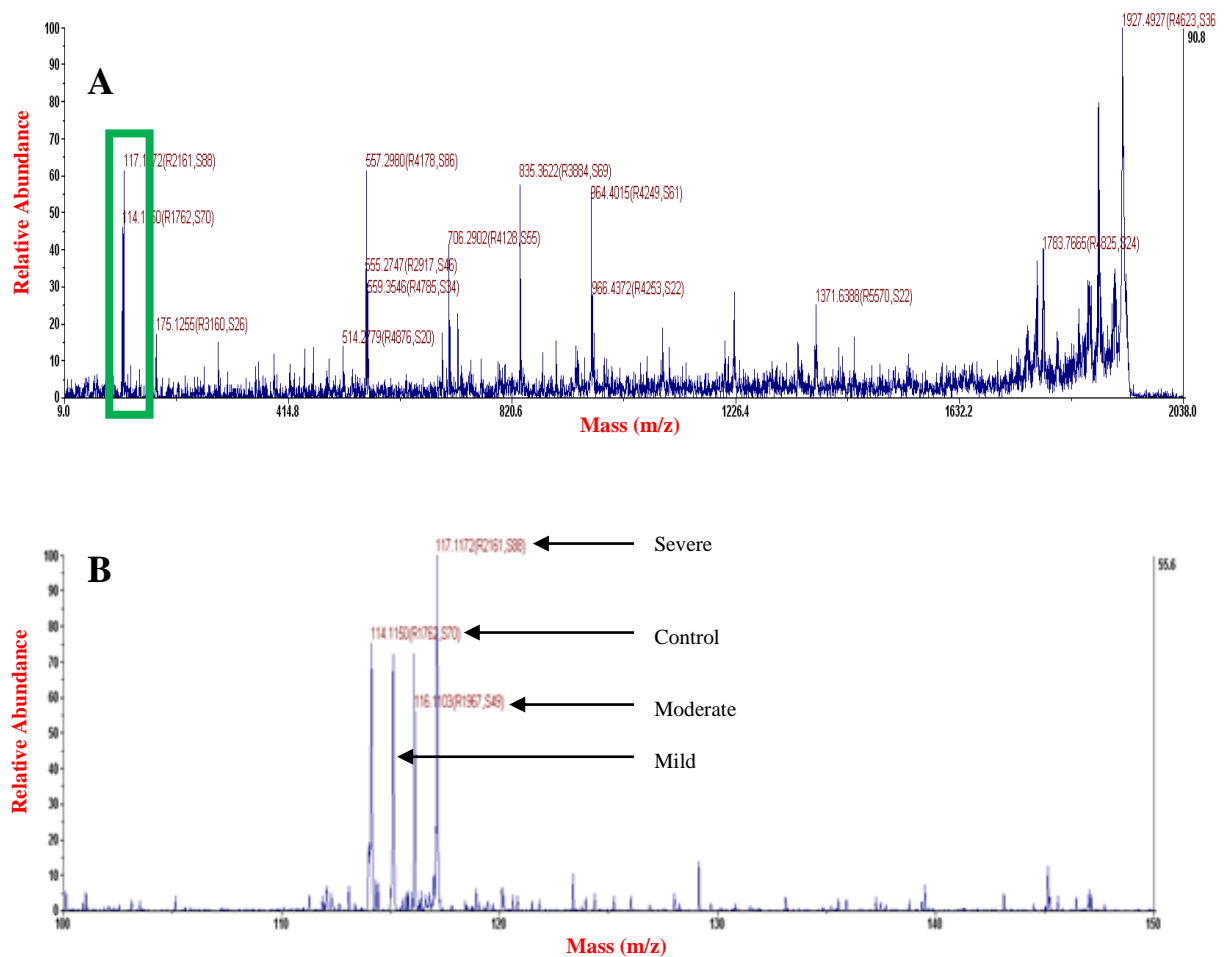 1927.4927(R4623,S36
90.8
A
117.1172(R2161,S88)
557.2980(R4178,S86)
835.3622(R3884,S69)
964.4015(R4249,S61)
114.1150(R1762,S70)
706.2902(R4128,S55)
1783.7665(R4825,S24)
555.2747(R2917,S46)
559.3546(R4785,S34)
966.4372(R4253,S22)
1371.6388(R5570,S22)
175.1255(R3160,S26)
514.2779(R4876,S20)
100
90
80
70
60
50
40
30
20
10
0
Relative Abundance
9.0 414.8 820.6 1226.4 1632.2 2038.0
Mass (m/z)
117.1172(R2161,S88)
Severe
B
55.6
114.1150(R1762,S70)
Control
116.1103(R1967,S49)
Moderate
Mild
100
90
80
70
60
50
40
30
20
10
0
Relative Abundance
100 110 120 130 140 150
Mass (m/z)